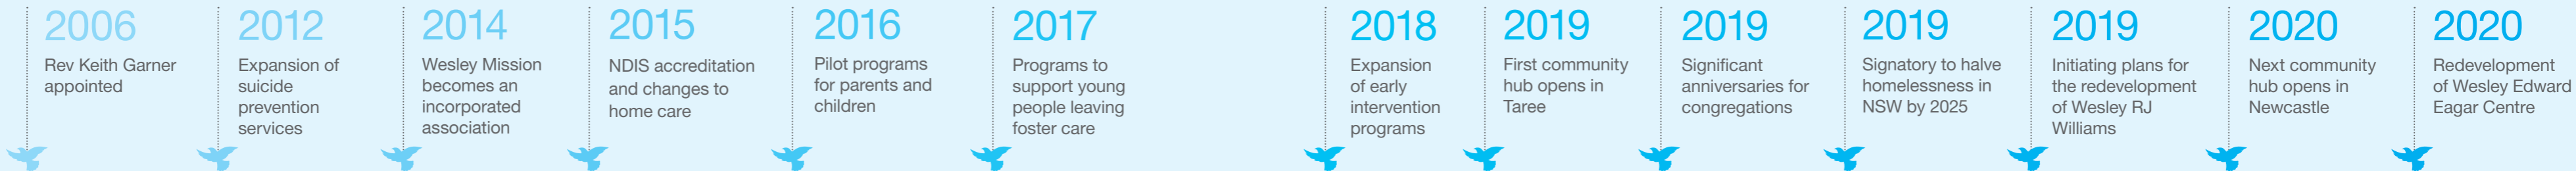 2006
Rev Keith Garner
appointed
2012
Expansion of
suicide
prevention
services
2014
Wesley Mission
becomes an
incorporated
association
2015
NDIS accreditation
and changes to
home care
2016
Pilot programs
for parents and
children
2017
Programs to
support young
people leaving
foster care
2018
Expansion
of early
intervention
programs
2019
First community
hub opens in
Taree
2019
Significant
anniversaries for
congregations
2019
Signatory to halve
homelessness in
NSW by 2025
2019
Initiating plans for
the redevelopment
of Wesley RJ
Williams
2020
Next community
hub opens in
Newcastle
2020
Redevelopment
of Wesley Edward
Eagar Centre